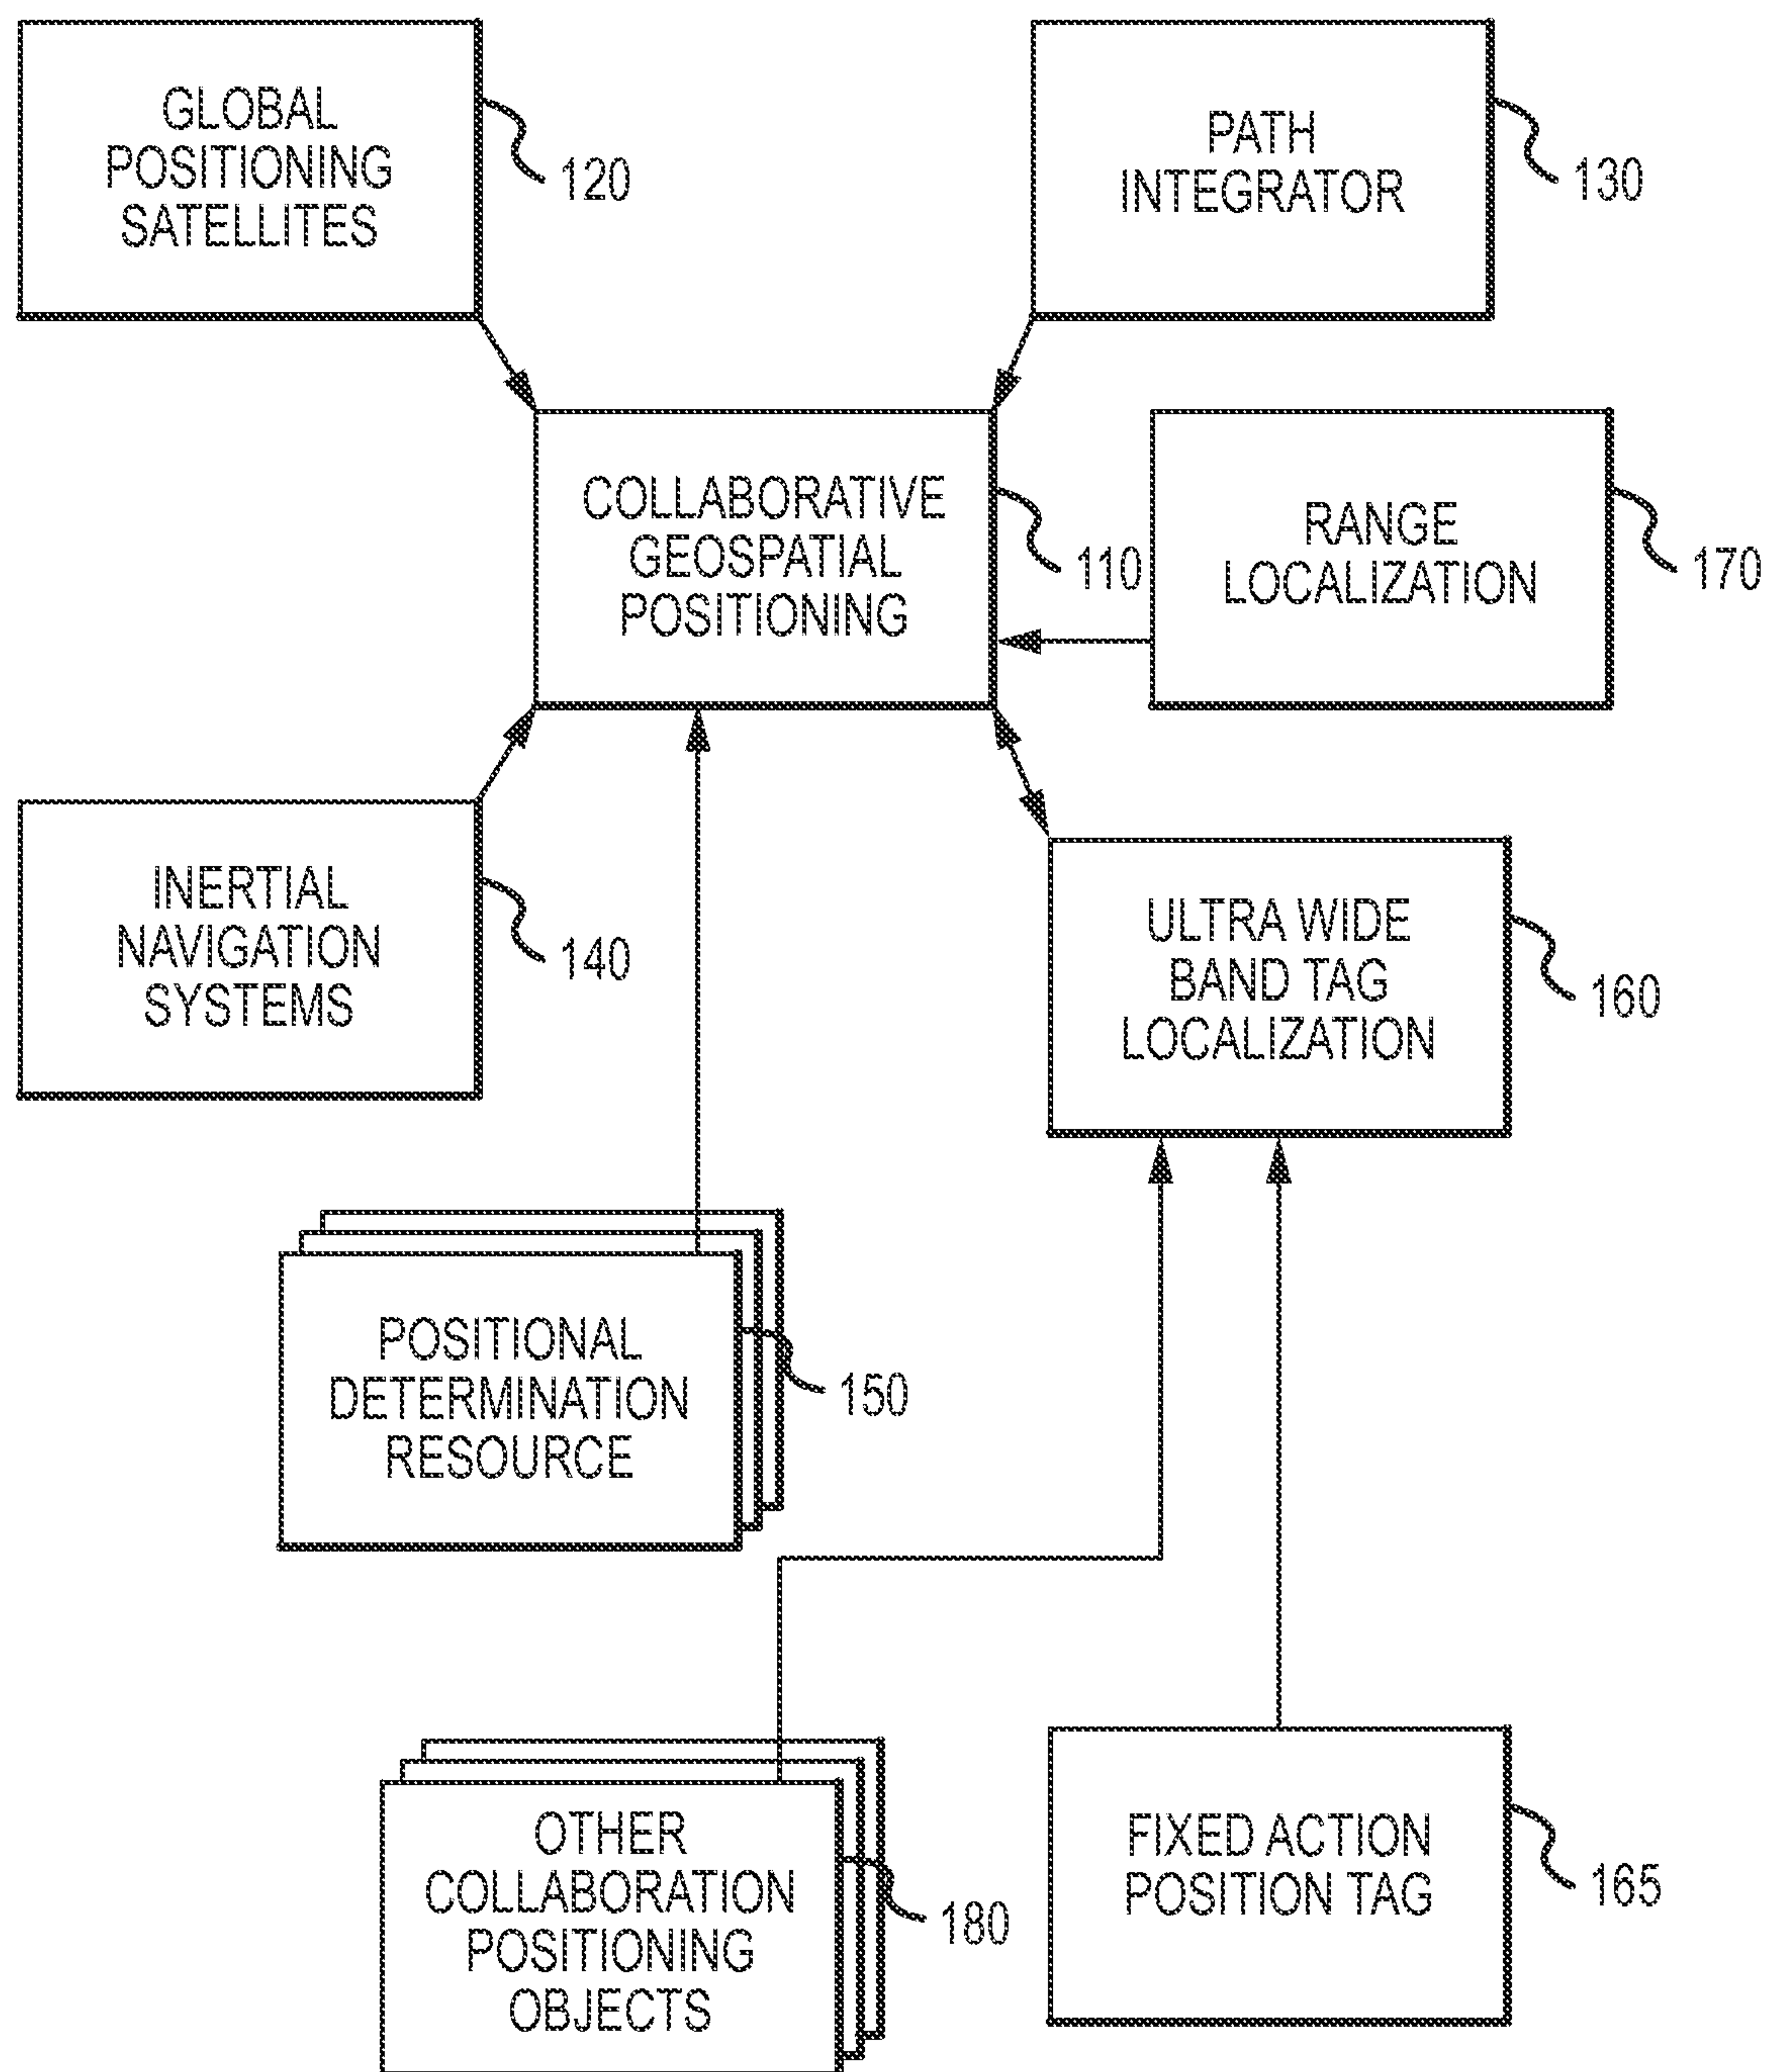 GLOBAL
POSITIONING
SATELLITES
120
PATH
INTEGRATOR
130
COLLABORATIVE
GEOSPATIAL
POSITIONING
110
RANGE
LOCALIZATION
170
INERTIAL
NAVIGATION
SYSTEMS
140
ULTRA WIDE
BAND TAG
LOCALIZATION
160
POSITIONAL
DETERMINATION
RESOURCE
150
OTHER
COLLABORATION
POSITIONING
OBJECTS
180
FIXED ACTION
POSITION TAG
165